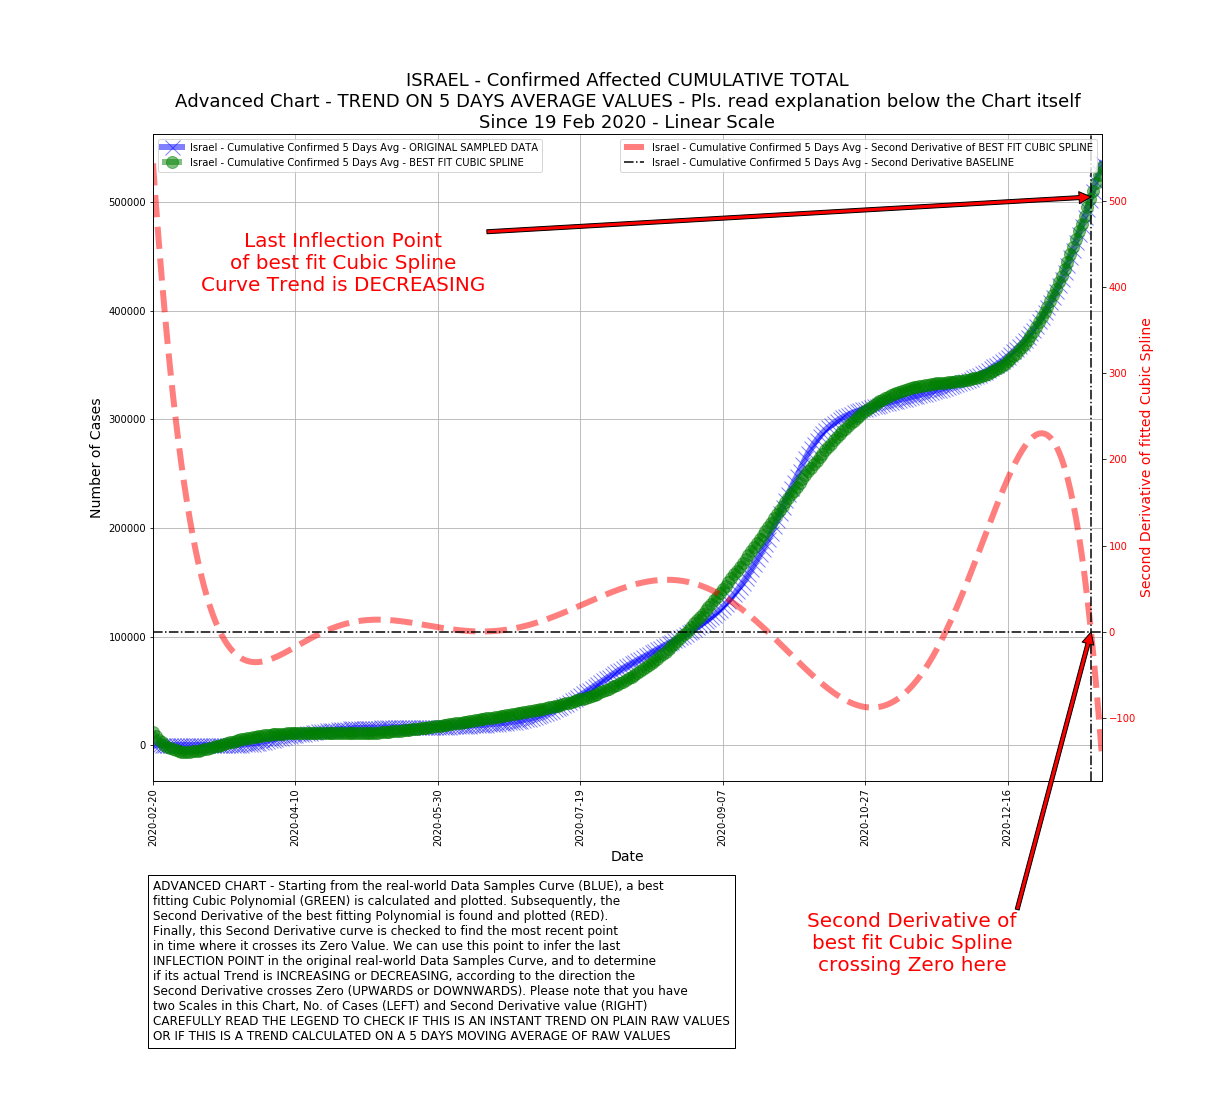 ISRAEL - Confirmed Affected CUMULATIVE TOTAL
Advanced Chart - TREND ON 5 DAYS AVERAGE VALUES - Pls. read explanation below the Chart itself
Since 19 Feb 2020 - Linear Scale
Israel - Cumulative Confirmed 5 Days Avg - ORIGINAL SAMPLED DATA
Israel - Cumulative Confirmed 5 Days Avg - BEST FIT CUBIC SPLINE
Israel - Cumulative Confirmed 5 Days Avg - Second Derivative of BEST FIT CUBIC SPLINE
Israel - Cumulative Confirmed 5 Days Avg - Second Derivative BASELINE
Last Inflection Point
of best fit Cubic Spline
Curve Trend is DECREASING
Number of Cases
500000
400000
300000
200000
100000
0
Second Derivative of fitted Cubic Spline
500
400
300
200
100
0
−100
2020-02-20
2020-04-10
2020-05-30
2020-07-19
2020-09-07
2020-10-27
2020-12-16
Date
ADVANCED CHART - Starting from the real-world Data Samples Curve (BLUE), a best
fitting Cubic Polynomial (GREEN) is calculated and plotted. Subsequently, the
Second Derivative of the best fitting Polynomial is found and plotted (RED).
Finally, this Second Derivative curve is checked to find the most recent point
in time where it crosses its Zero Value. We can use this point to infer the last
INFLECTION POINT in the original real-world Data Samples Curve, and to determine
if its actual Trend is INCREASING or DECREASING, according to the direction the
Second Derivative crosses Zero (UPWARDS or DOWNWARDS). Please note that you have
two Scales in this Chart, No. of Cases (LEFT) and Second Derivative value (RIGHT)
CAREFULLY READ THE LEGEND TO CHECK IF THIS IS AN INSTANT TREND ON PLAIN RAW VALUES
OR IF THIS IS A TREND CALCULATED ON A 5 DAYS MOVING AVERAGE OF RAW VALUES
Second Derivative of
best fit Cubic Spline
crossing Zero here